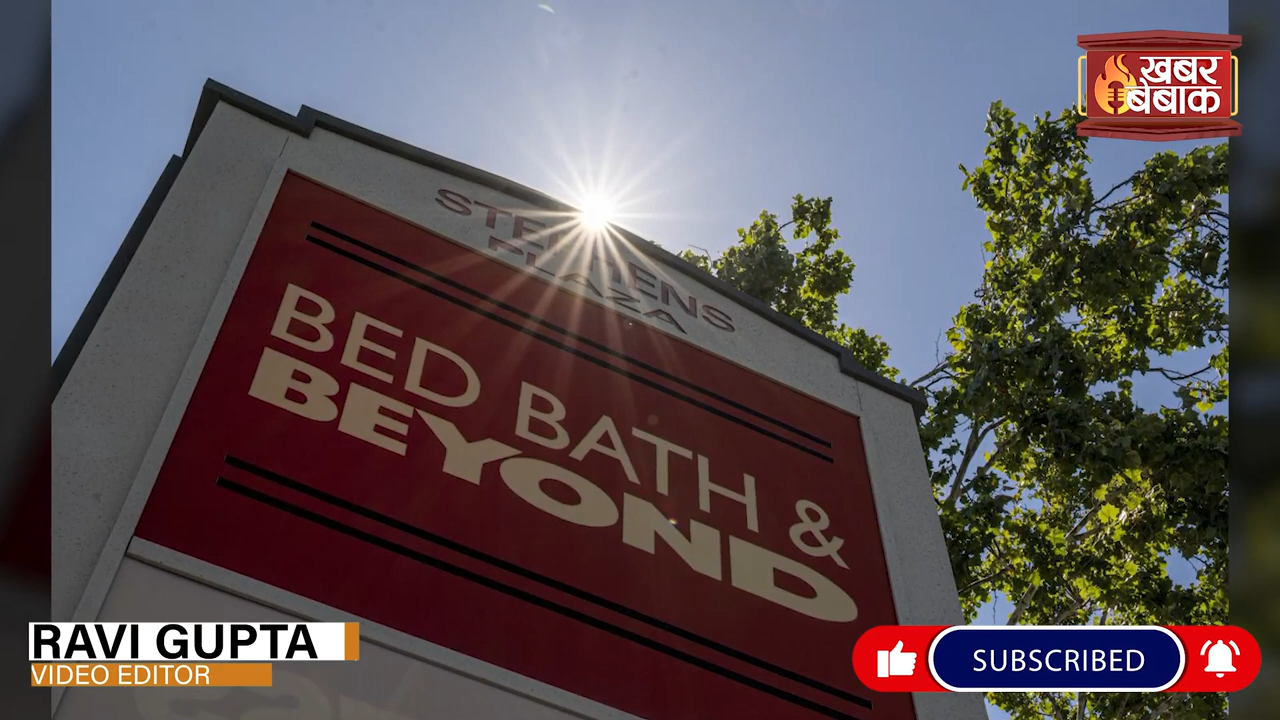 खबर
बेबाक
STEVENS
PLAZA
BED BATH &
BEYOND
RAVI GUPTA
VIDEO EDITOR
SUBSCRIBED